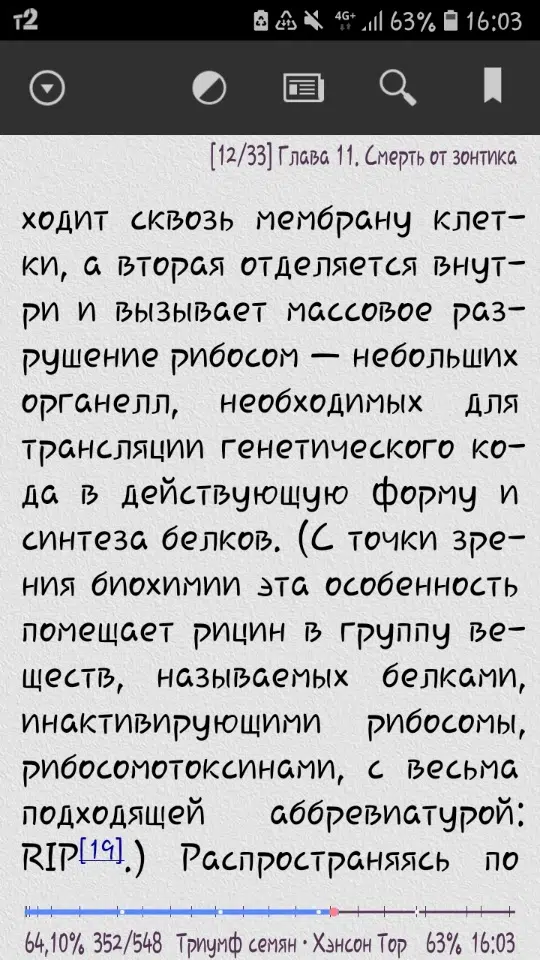 т2 4G+ 63% 16:03
[12/33] Глава 11. Смерть от зонтика
ходит сквозь мембрану клет-
ки, а вторая отделяется внут-
ри и вызывает массовое раз-
рушение рибосом — небольших
органелл, необходимых для
трансляции генетического ко-
да в действующую форму и
синтеза белков. (С точки зре-
ния биохимии эта особенность
помещает рицин в группу ве-
ществ, называемых белками,
инактивирующими рибосомы,
рибосомотоксинами, с весьма
подходящей аббревиатурой:
RIP[19].) Распространяясь по
64,10% 352/548 Триумф семян • Хэнсон Тор 63% 16:03